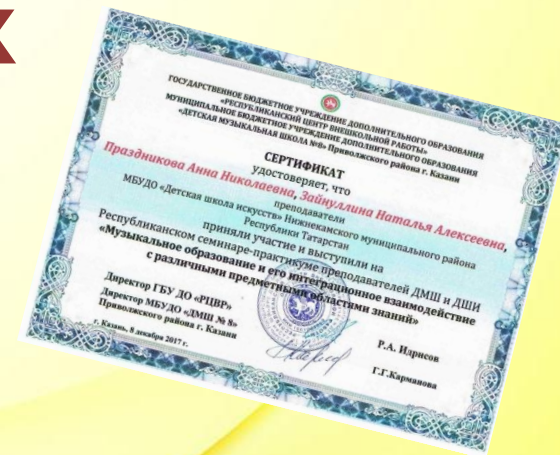 ГОСУДАРСТВЕННОЕ БЮДЖЕТНОЕ УЧРЕЖДЕНИЕ ДОПОЛНИТЕЛЬНОГО ОБРАЗОВАНИЯ
«РЕСПУБЛИКАНСКИЙ ЦЕНТР ВНЕШКОЛЬНОЙ РАБОТЫ»
МУНИЦИПАЛЬНОЕ БЮДЖЕТНОЕ УЧРЕЖДЕНИЕ ДОПОЛНИТЕЛЬНОГО ОБРАЗОВАНИЯ
«ДЕТСКАЯ МУЗЫКАЛЬНАЯ ШКОЛА №8» Приволжского района г. Казани
СЕРТИФИКАТ
удостоверяет, что
Праздникова Анна Николаевна, Зайнуллина Наталья Алексеевна,
преподаватели
МБУДО «Детская школа искусств» Нижнекамского муниципального района
Республики Татарстан
приняли участие и выступили на
Республиканском семинаре-практикуме преподавателей ДМШ и ДШИ
«Музыкальное образование и его интеграционное взаимодействие
с различными предметными областями знаний»
Директор ГБУ ДО «РЦВР»
Р.А. Идрисов
Директор МБУДО «ДМШ № 8»
Приволжского района г. Казани
Г.Г.Карманова
г. Казань, 8 декабря 2017 г.